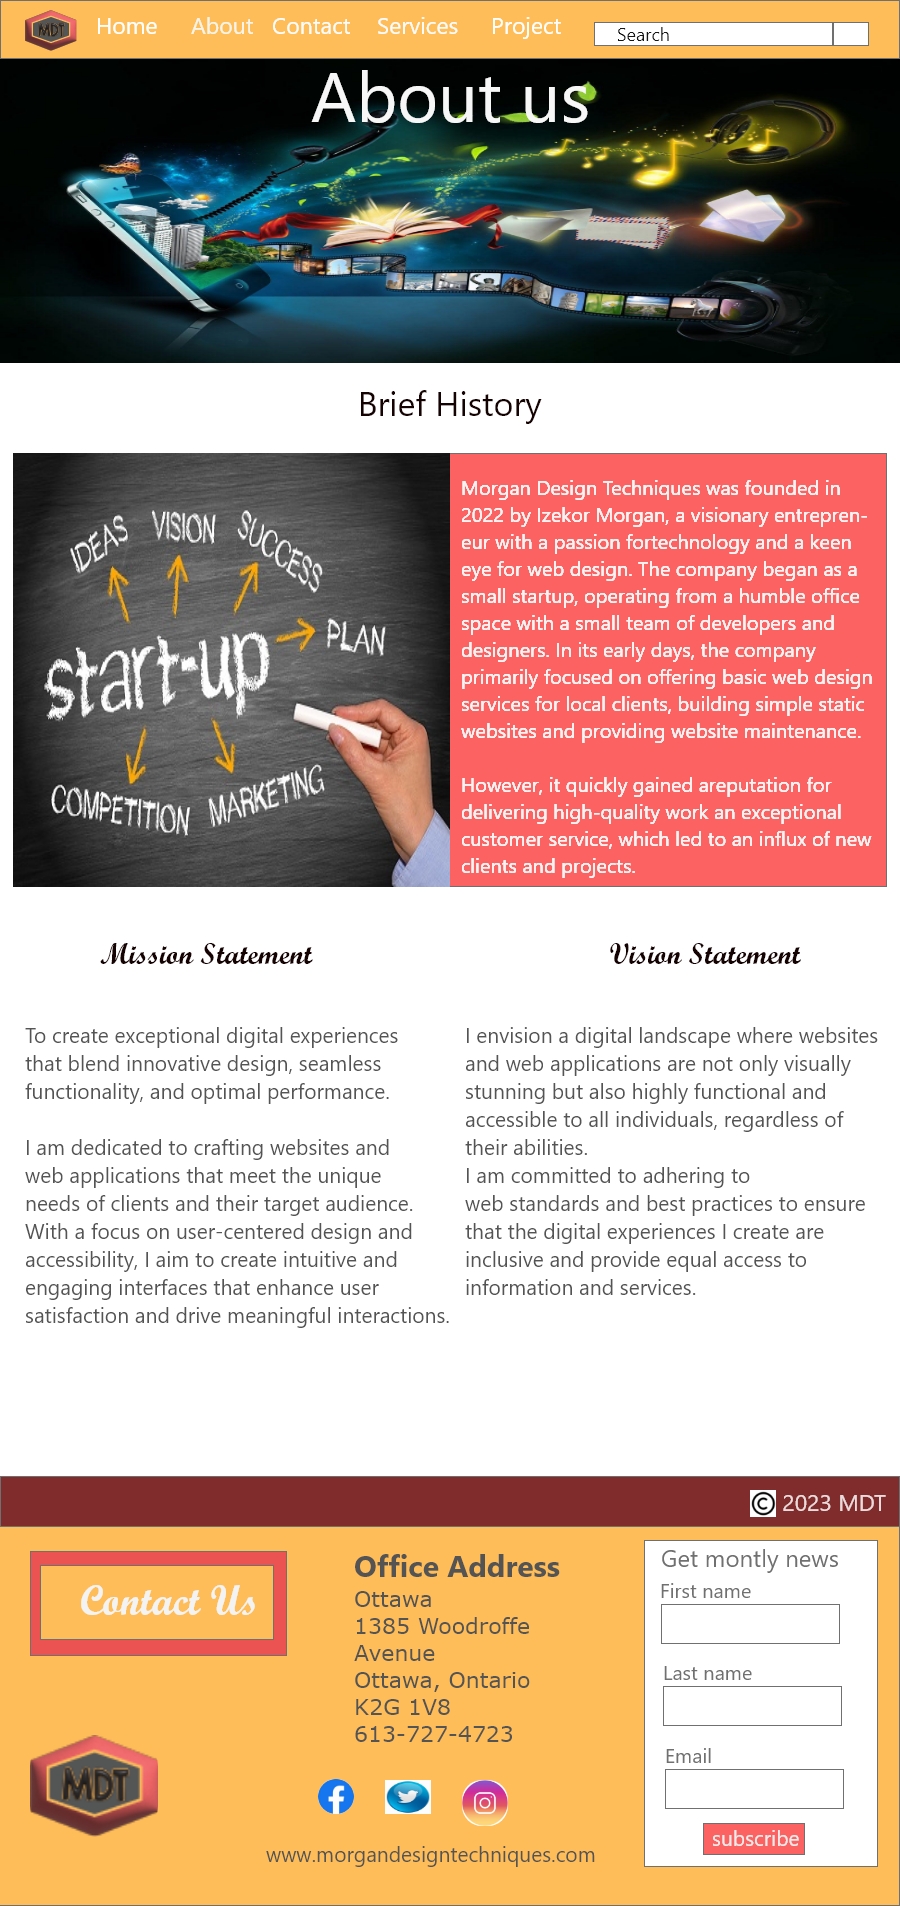 MDT Home About Contact Services Project Search
About us
Brief History
IDEAS VISION SUCCESS
start-up PLAN
COMPETITION MARKETING
Morgan Design Techniques was founded in
2022 by Izekor Morgan, a visionary entrepren-
eur with a passion fortechnology and a keen
eye for web design. The company began as a
small startup, operating from a humble office
space with a small team of developers and
designers. In its early days, the company
primarily focused on offering basic web design
services for local clients, building simple static
websites and providing website maintenance.
However, it quickly gained areputation for
delivering high-quality work an exceptional
customer service, which led to an influx of new
clients and projects.
Mission Statement
To create exceptional digital experiences
that blend innovative design, seamless
functionality, and optimal performance.
I am dedicated to crafting websites and
web applications that meet the unique
needs of clients and their target audience.
With a focus on user-centered design and
accessibility, I aim to create intuitive and
engaging interfaces that enhance user
satisfaction and drive meaningful interactions.
Vision Statement
I envision a digital landscape where websites
and web applications are not only visually
stunning but also highly functional and
accessible to all individuals, regardless of
their abilities.
I am committed to adhering to
web standards and best practices to ensure
that the digital experiences I create are
inclusive and provide equal access to
information and services.
© 2023 MDT
Contact Us
MDT
Office Address
Ottawa
1385 Woodroffe
Avenue
Ottawa, Ontario
K2G 1V8
613-727-4723
www.morgandesigntechniques.com
Get montly news
First name
Last name
Email
subscribe